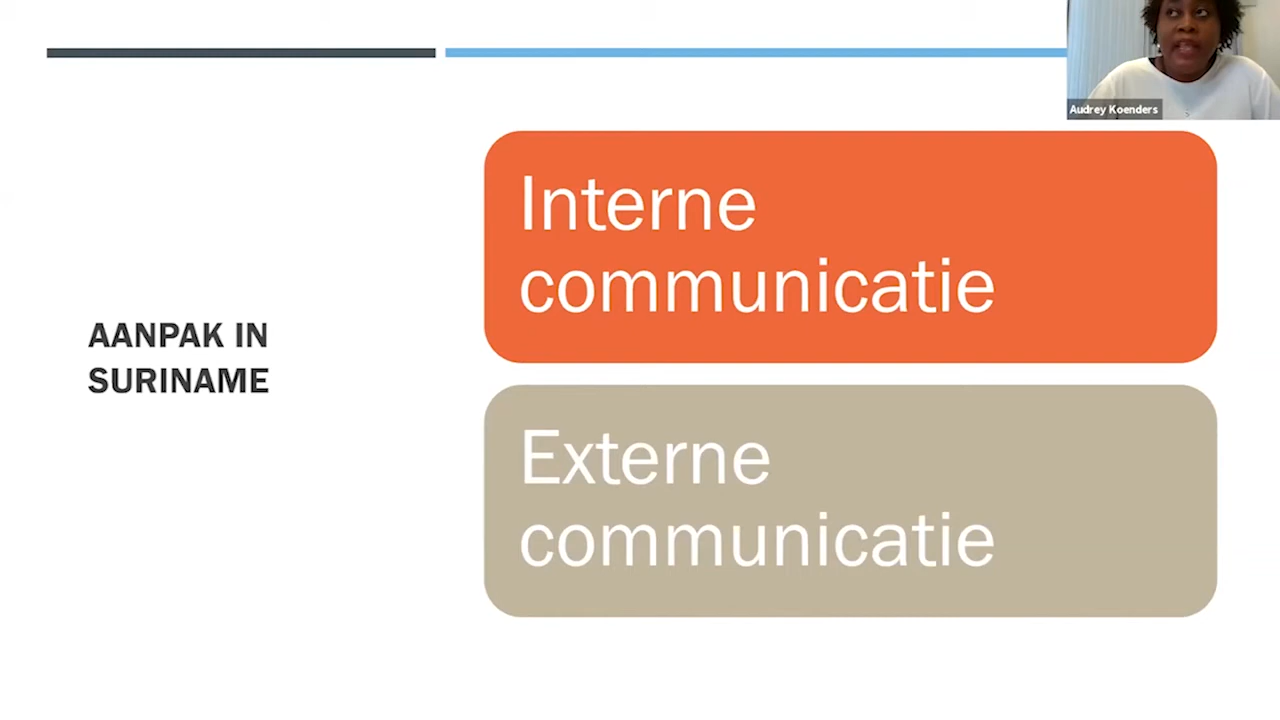 Audrey Koenders
AANPAK IN
SURINAME
Interne
communicatie
Externe
communicatie